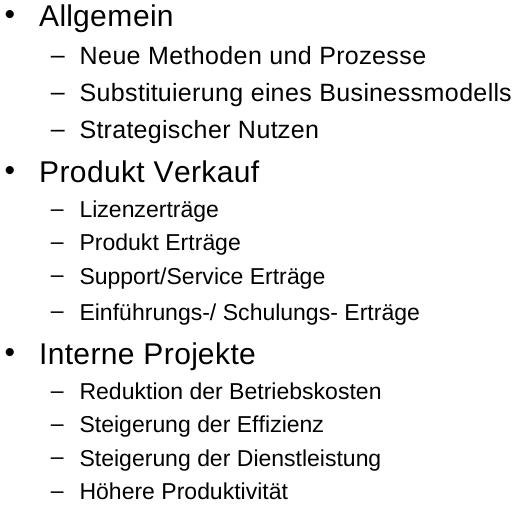 • Allgemein
– Neue Methoden und Prozesse
– Substituierung eines Businessmodells
– Strategischer Nutzen
• Produkt Verkauf
– Lizenzerträge
– Produkt Erträge
– Support/Service Erträge
– Einführungs-/ Schulungs- Erträge
• Interne Projekte
– Reduktion der Betriebskosten
– Steigerung der Effizienz
– Steigerung der Dienstleistung
– Höhere Produktivität